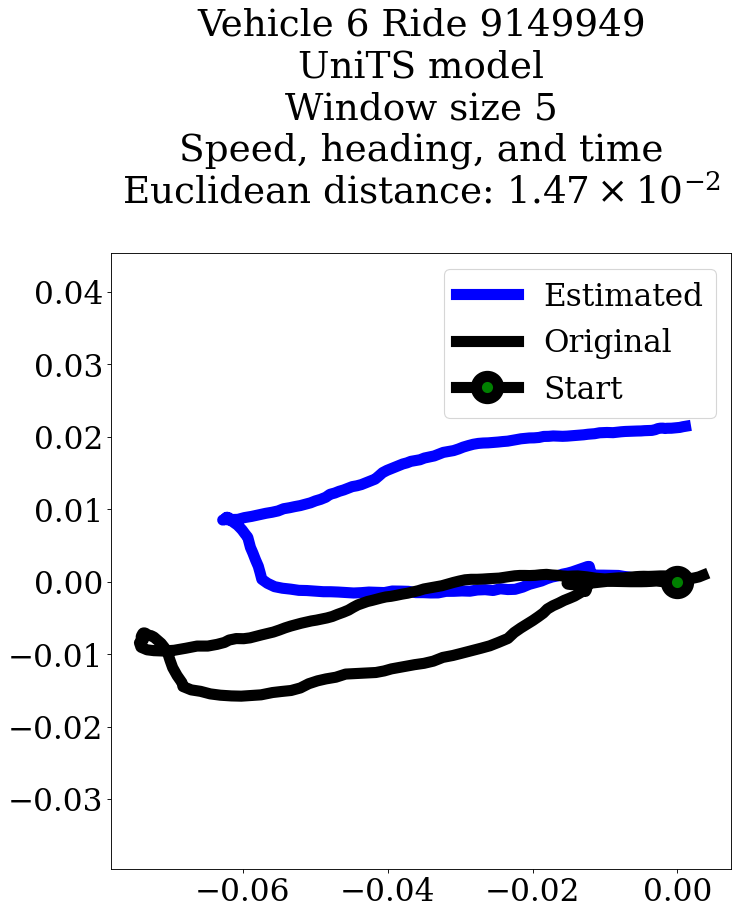 Vehicle 6 Ride 9149949
UniTS model
Window size 5
Speed, heading, and time
Euclidean distance: 1.47 × 10⁻²
Estimated
Original
Start
0.04
0.03
0.02
0.01
0.00
−0.01
−0.02
−0.03
−0.06 −0.04 −0.02 0.00